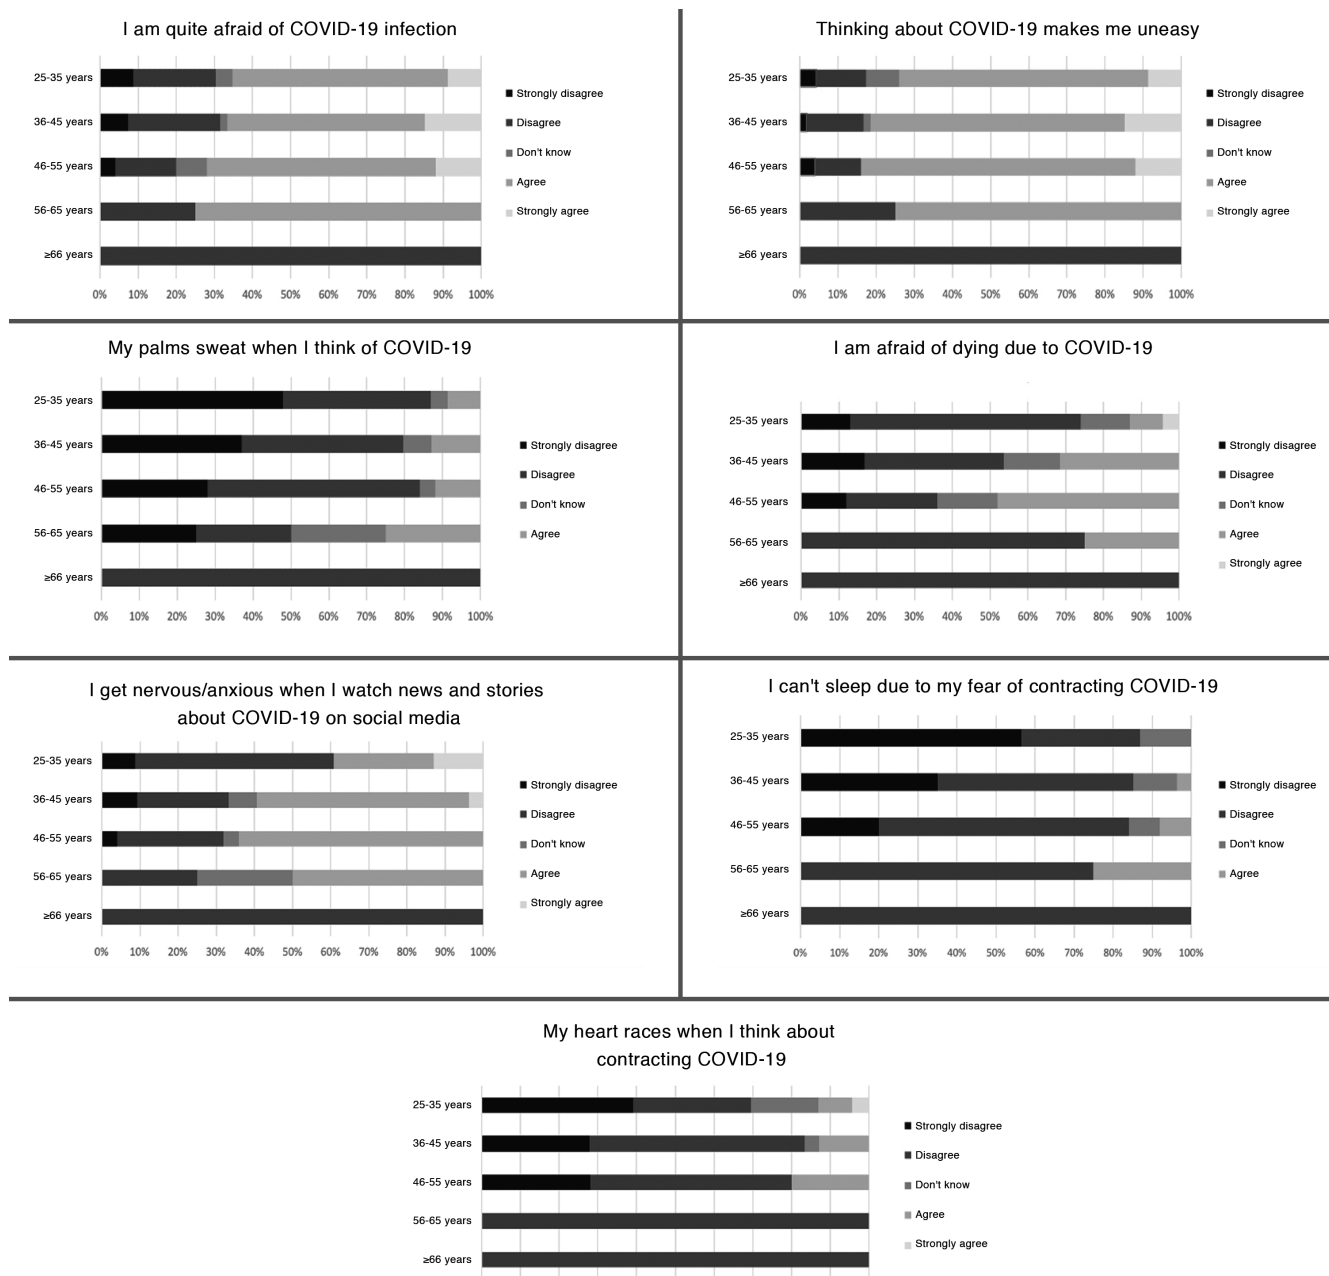 I am quite afraid of COVID-19 infection
25-35 years
36-45 years
46-55 years
56-65 years
≥66 years
0% 10% 20% 30% 40% 50% 60% 70% 80% 90% 100%
Strongly disagree
Disagree
Don't know
Agree
Strongly agree
Thinking about COVID-19 makes me uneasy
25-35 years
36-45 years
46-55 years
56-65 years
≥66 years
0% 10% 20% 30% 40% 50% 60% 70% 80% 90% 100%
Strongly disagree
Disagree
Don't know
Agree
Strongly agree
My palms sweat when I think of COVID-19
25-35 years
36-45 years
46-55 years
56-65 years
≥66 years
0% 10% 20% 30% 40% 50% 60% 70% 80% 90% 100%
Strongly disagree
Disagree
Don't know
Agree
I am afraid of dying due to COVID-19
25-35 years
36-45 years
46-55 years
56-65 years
≥66 years
0% 10% 20% 30% 40% 50% 60% 70% 80% 90% 100%
Strongly disagree
Disagree
Don't know
Agree
Strongly agree
I get nervous/anxious when I watch news and stories
about COVID-19 on social media
25-35 years
36-45 years
46-55 years
56-65 years
≥66 years
0% 10% 20% 30% 40% 50% 60% 70% 80% 90% 100%
Strongly disagree
Disagree
Don't know
Agree
Strongly agree
I can't sleep due to my fear of contracting COVID-19
25-35 years
36-45 years
46-55 years
56-65 years
≥66 years
0% 10% 20% 30% 40% 50% 60% 70% 80% 90% 100%
Strongly disagree
Disagree
Don't know
Agree
My heart races when I think about
contracting COVID-19
25-35 years
36-45 years
46-55 years
56-65 years
≥66 years
Strongly disagree
Disagree
Don't know
Agree
Strongly agree